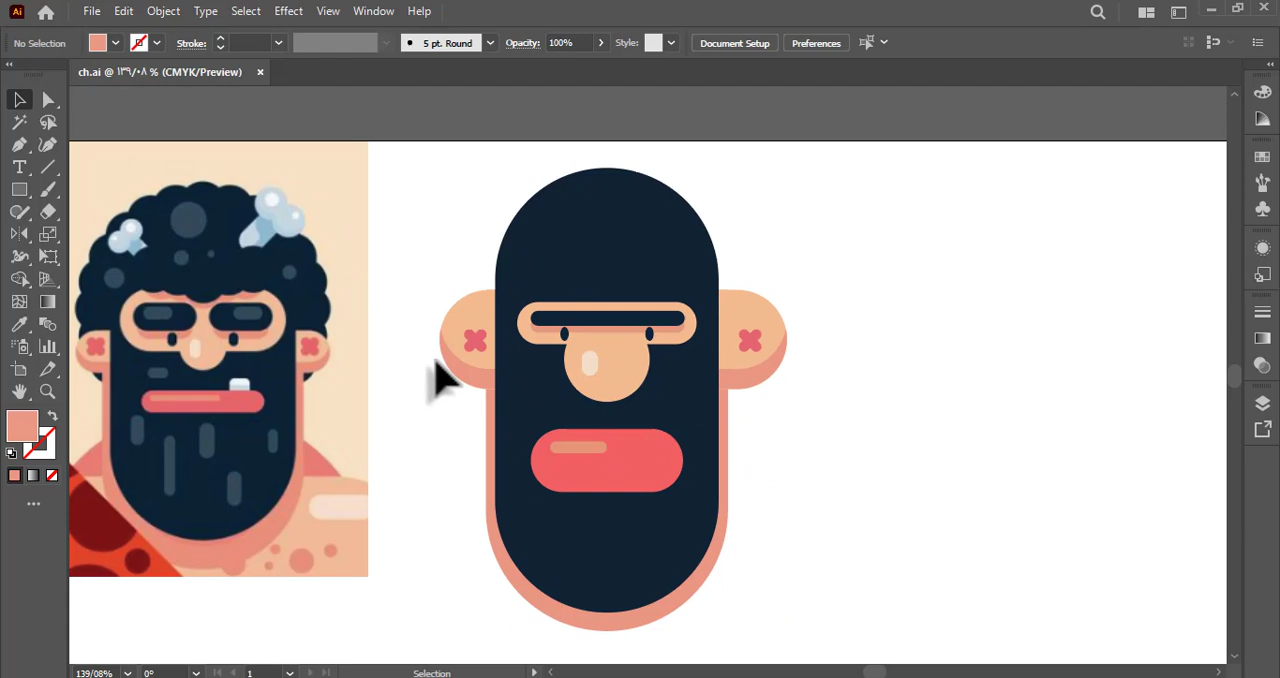 Ai File Edit Object Type Select Effect View Window Help
No Selection Stroke: 5 pt. Round Opacity: 100% Style: Document Setup Preferences
ch.ai @ ١٣٩/٠٨ % (CMYK/Preview) ×
139/08% 0° 1 Selection